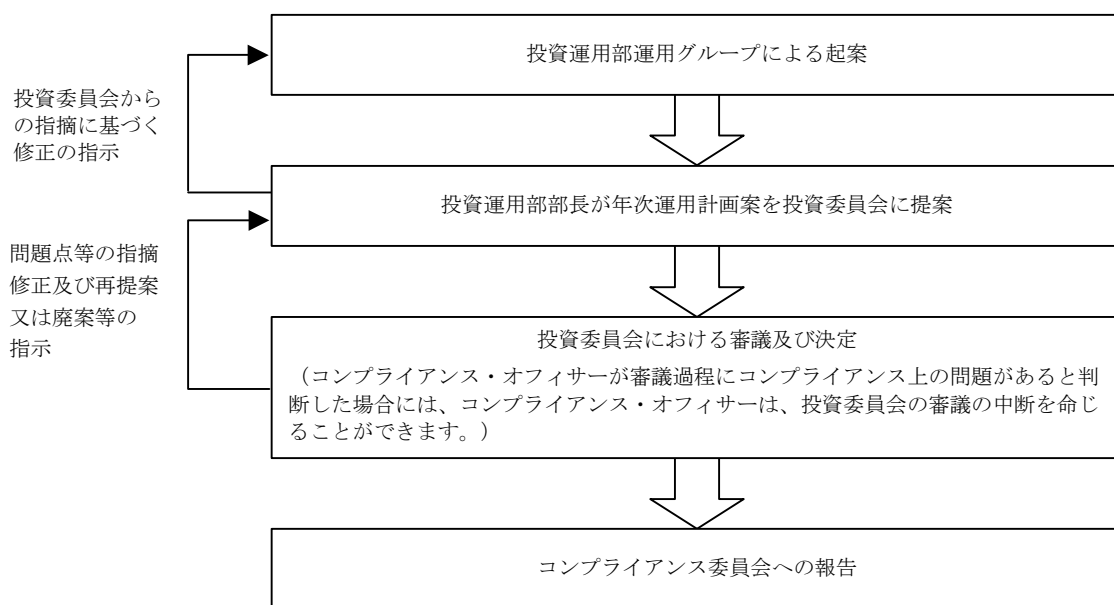 投資運用部運用グループによる起案
投資委員会から
の指摘に基づく
修正の指示
投資運用部部長が年次運用計画案を投資委員会に提案
問題点等の指摘
修正及び再提案
又は廃案等の
指示
投資委員会における審議及び決定
（コンプライアンス・オフィサーが審議過程にコンプライアンス上の問題があると判
断した場合には、コンプライアンス・オフィサーは、投資委員会の審議の中断を命じ
ることができます。）
コンプライアンス委員会への報告